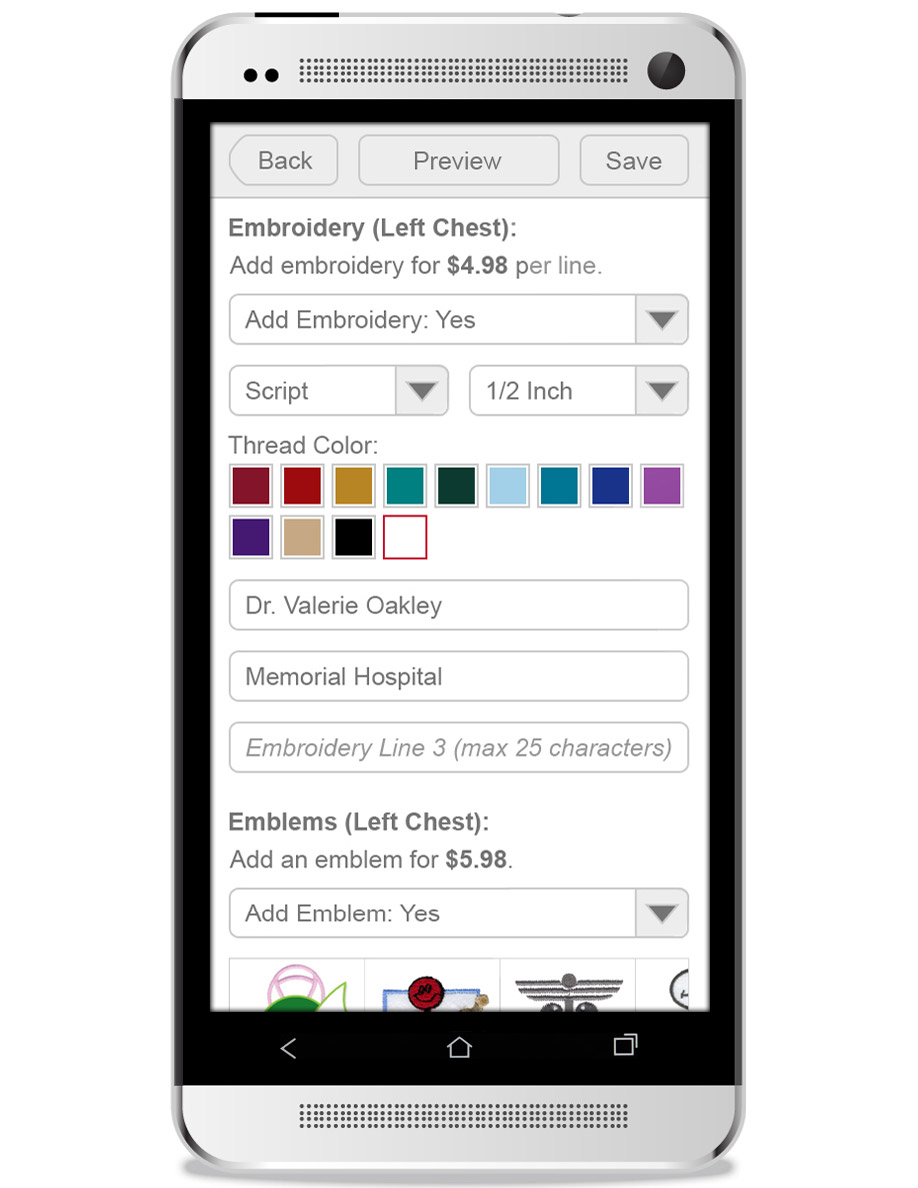 Back Preview Save
Embroidery (Left Chest):
Add embroidery for $4.98 per line.
Add Embroidery: Yes
Script 1/2 Inch
Thread Color:
Dr. Valerie Oakley
Memorial Hospital
Embroidery Line 3 (max 25 characters)
Emblems (Left Chest):
Add an emblem for $5.98.
Add Emblem: Yes